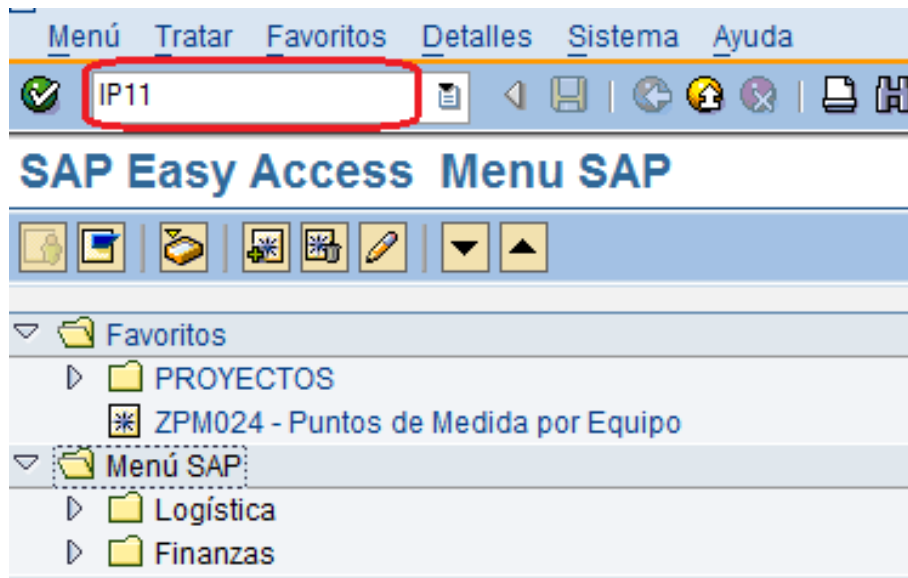 Menú Tratar Favoritos Detalles Sistema Ayuda
IP11
SAP Easy Access Menu SAP
Favoritos
PROYECTOS
ZPM024 - Puntos de Medida por Equipo
Menú SAP
Logística
Finanzas